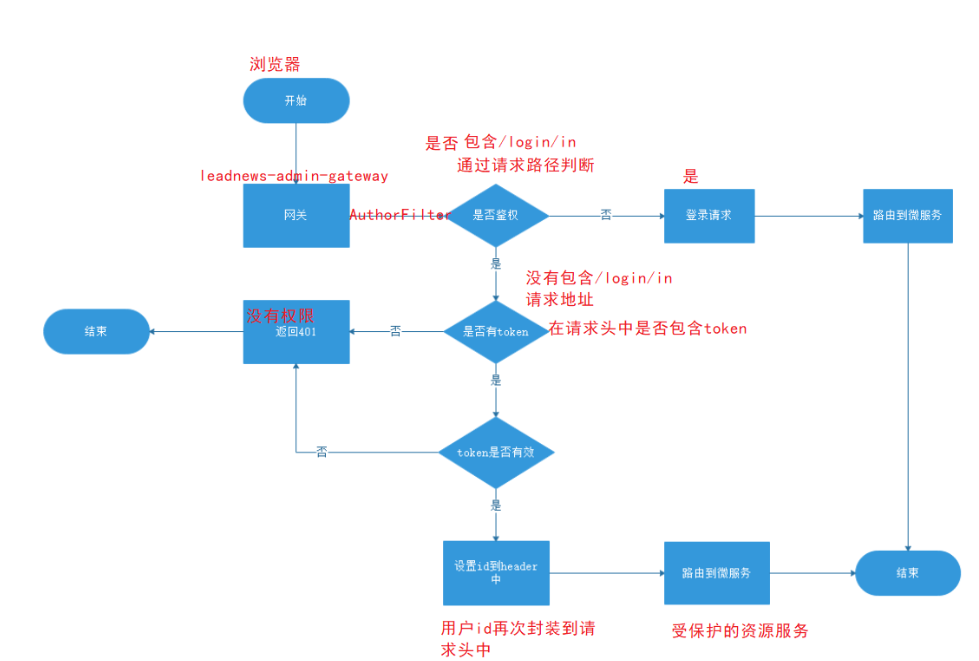 浏览器
开始
是否 包含/login/in
通过请求路径判断
leadnews-admin-gateway
是
网关
AuthorFilter
是否鉴权
否
登录请求
路由到微服务
是
没有包含/login/in
请求地址
没有权限
结束
返回401
否
是否有token
在请求头中是否包含token
是
否
token是否有效
是
设置id到header
中
路由到微服务
结束
用户id再次封装到请
求头中
受保护的资源服务